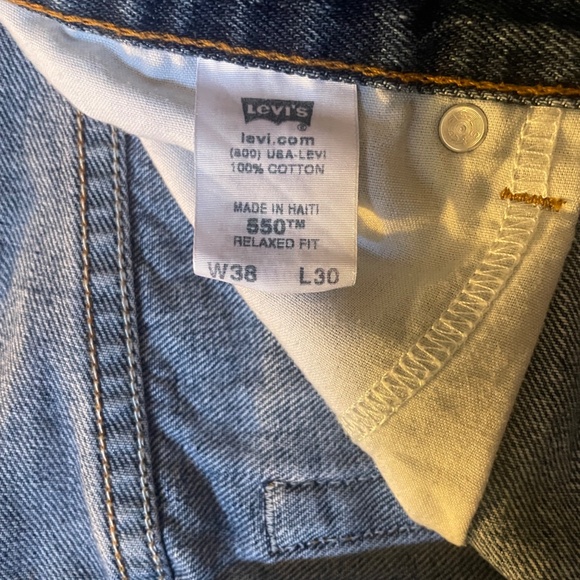 LEVI'S
levi.com
(800) USA-LEVI
100% COTTON
MADE IN HAITI
550™
RELAXED FIT
W38 L30